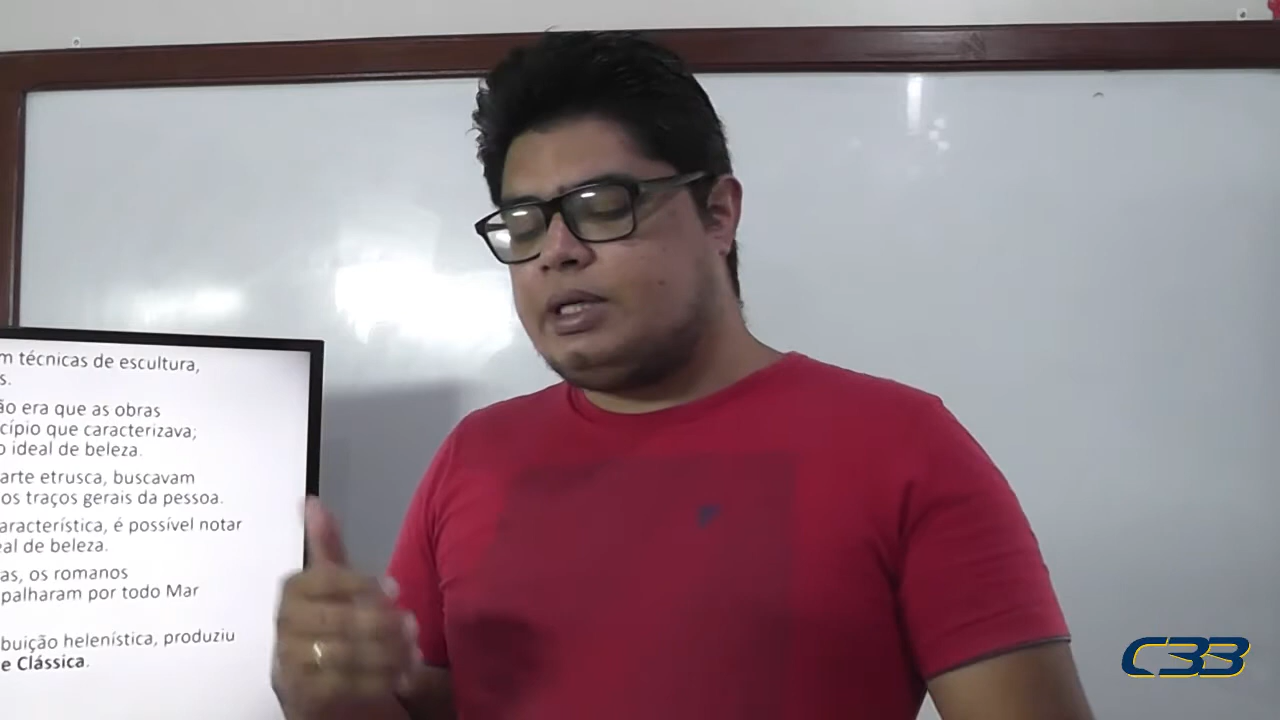 m técnicas de escultura,
s.
ão era que as obras
cípio que caracterizava;
o ideal de beleza.
arte etrusca, buscavam
os traços gerais da pessoa.
aracterística, é possível notar
eal de beleza.
as, os romanos
palharam por todo Mar
buição helenística, produziu
e Clássica.
C33